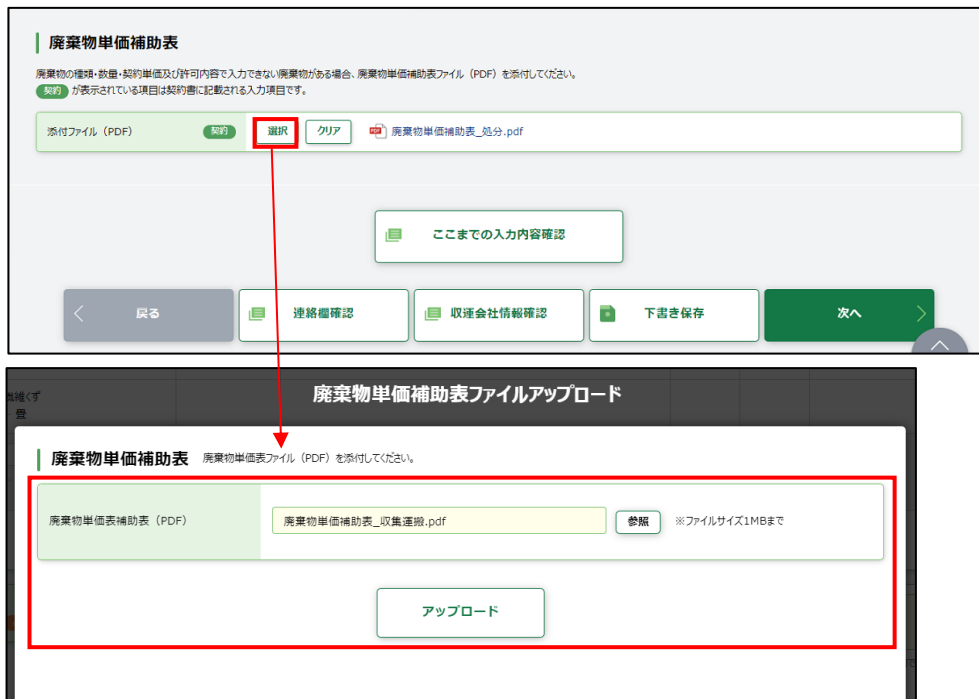 廃棄物単価補助表
廃棄物の種類・数量・契約単価及び許可内容で入力できない廃棄物がある場合、廃棄物単価補助表ファイル（PDF）を添付してください。
契約 が表示されている項目は契約書に記載される入力項目です。
添付ファイル（PDF） 契約 選択 クリア PDF 廃棄物単価補助表_処分.pdf
ここまでの入力内容確認
戻る 連絡欄確認 収運会社情報確認 下書き保存 次へ
廃棄物単価補助表ファイルアップロード
維くず
畳
廃棄物単価補助表 廃棄物単価表ファイル（PDF）を添付してください。
廃棄物単価表補助表（PDF） 廃棄物単価補助表_収集運搬.pdf 参照 ※ファイルサイズ1MBまで
アップロード